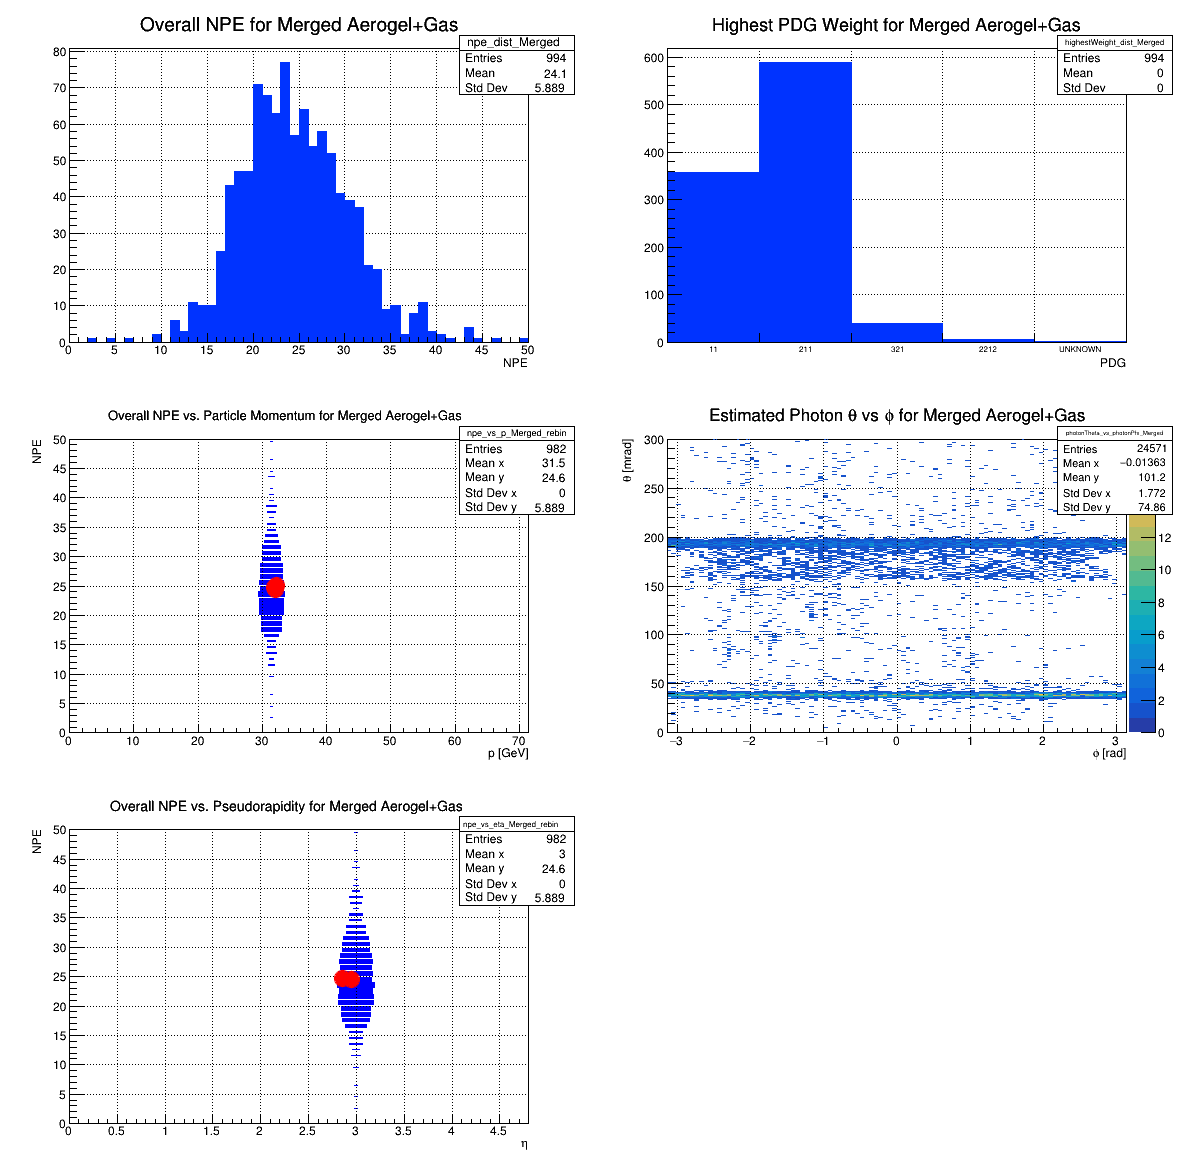 Overall NPE for Merged Aerogel+Gas
npe_dist_Merged
Entries 994
Mean 24.1
Std Dev 5.889
80
70
60
50
40
30
20
10
0
0 5 10 15 20 25 30 35 40 45 50
NPE
Highest PDG Weight for Merged Aerogel+Gas
highestWeight_dist_Merged
Entries 994
Mean 0
Std Dev 0
600
500
400
300
200
100
0
11 211 321 2212 UNKNOWN
PDG
Overall NPE vs. Particle Momentum for Merged Aerogel+Gas
npe_vs_p_Merged_rebin
Entries 982
Mean x 31.5
Mean y 24.6
Std Dev x 0
Std Dev y 5.889
NPE
50
45
40
35
30
25
20
15
10
5
0
0 10 20 30 40 50 60 70
p [GeV]
Estimated Photon θ vs ϕ for Merged Aerogel+Gas
photonTheta_vs_photonPhi_Merged
Entries 24571
Mean x −0.01363
Mean y 101.2
Std Dev x 1.772
Std Dev y 74.86
θ [mrad]
300
250
200
150
100
50
0
−3 −2 −1 0 1 2 3
ϕ [rad]
12
10
8
6
4
2
0
Overall NPE vs. Pseudorapidity for Merged Aerogel+Gas
npe_vs_eta_Merged_rebin
Entries 982
Mean x 3
Mean y 24.6
Std Dev x 0
Std Dev y 5.889
NPE
50
45
40
35
30
25
20
15
10
5
0
0 0.5 1 1.5 2 2.5 3 3.5 4 4.5
η